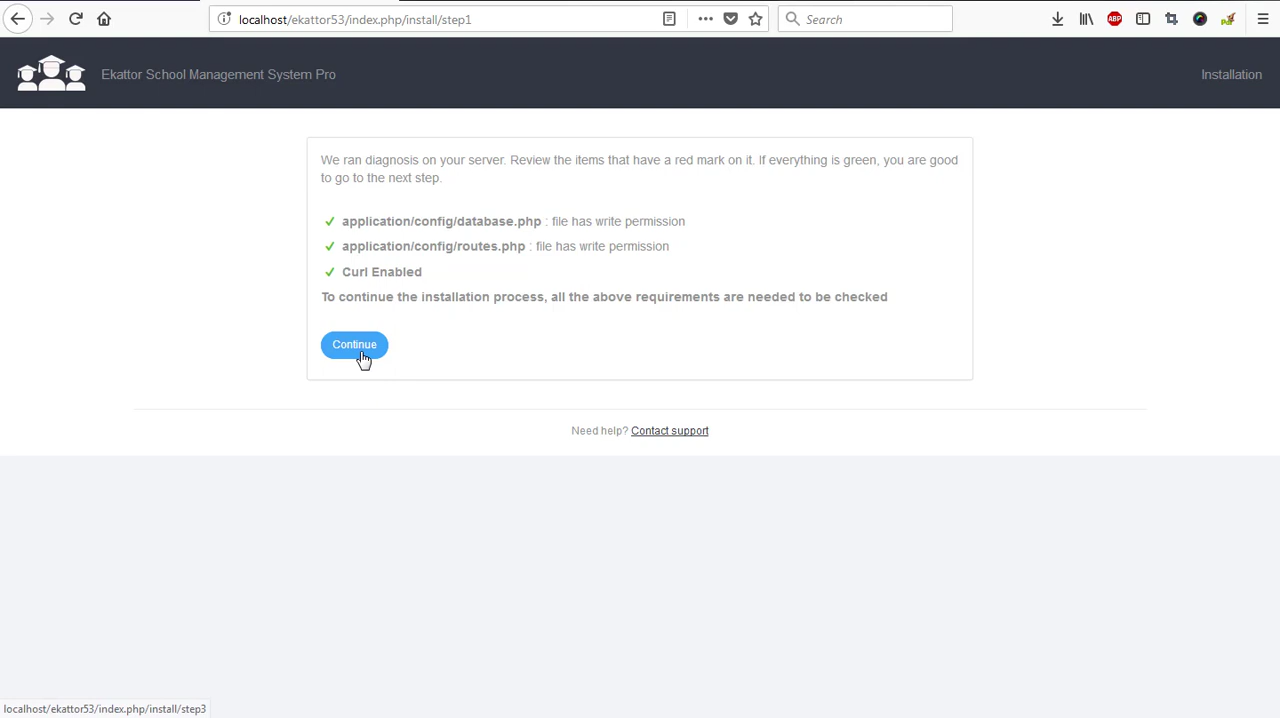 localhost/ekattor53/index.php/install/step1
Search
ABP
Ekattor School Management System Pro
Installation
We ran diagnosis on your server. Review the items that have a red mark on it. If everything is green, you are good
to go to the next step.
application/config/database.php : file has write permission
application/config/routes.php : file has write permission
Curl Enabled
To continue the installation process, all the above requirements are needed to be checked
Continue
Need help? Contact support
localhost/ekattor53/index.php/install/step3